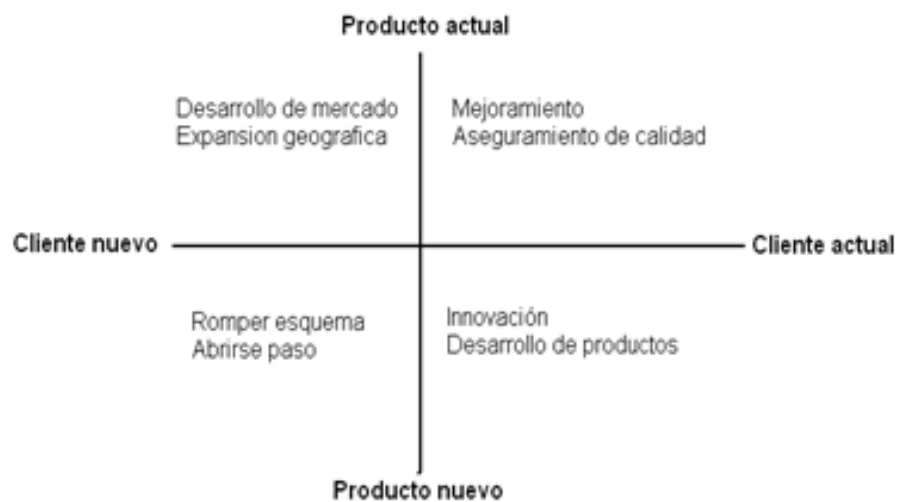 Producto actual
Desarrollo de mercado
Expansion geografica
Mejoramiento
Aseguramiento de calidad
Cliente nuevo
Cliente actual
Romper esquema
Abrirse paso
Innovación
Desarrollo de productos
Producto nuevo